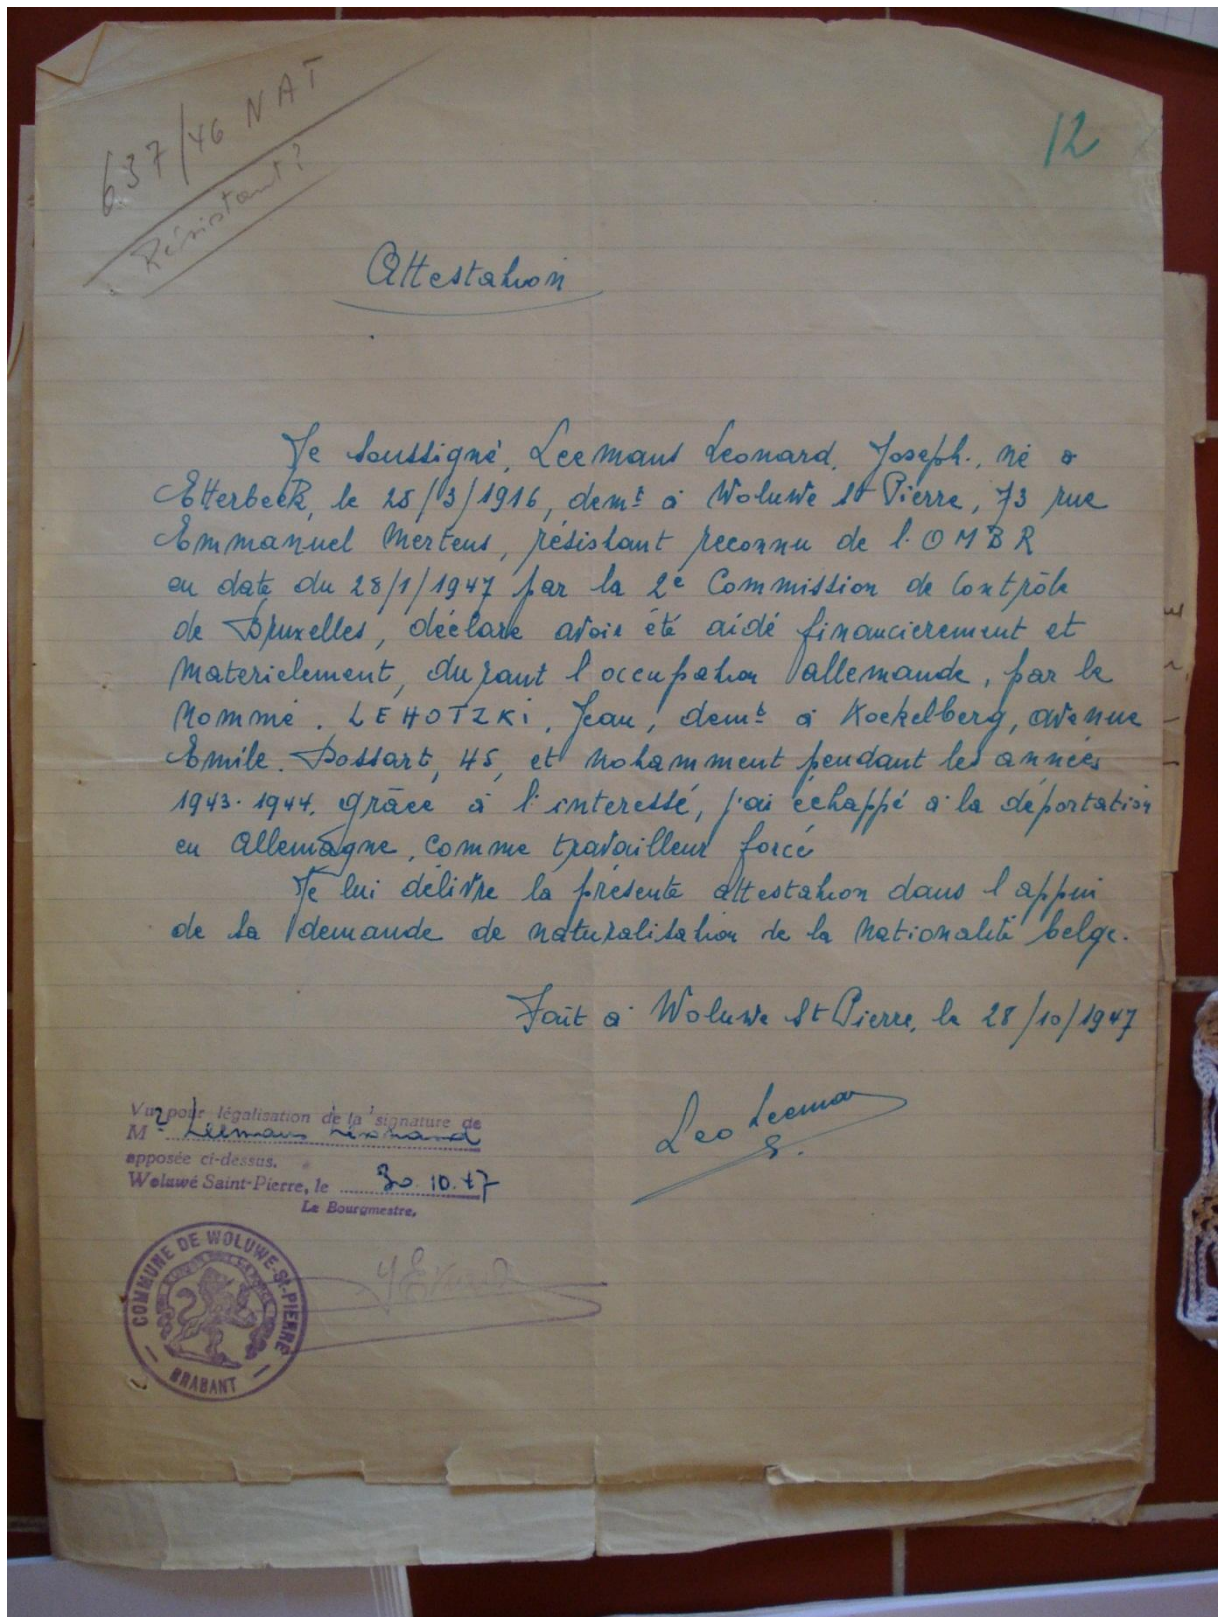 637/46 NAT
Résistant?
12
Attestation
Je soussigné, Leemans Leonard, Joseph., né à
Etterbeek, le 25/3/1916, demt à Woluwe St Pierre, 73 rue
Emmanuel Mertens, résistant reconnu de l'OMBR
en date du 28/1/1947 par la 2e Commission de Contrôle
de Bruxelles, déclare avoir été aidé financierement et
materielement, durant l'occupation allemande, par le
nommé. LEHOTZKI, Jean, demt à Koekelberg, avenue
Emile. Bossart, 45, et notamment pendant les années
1943-1944. grâce à l'interessé, j'ai échappé à la déportation
en Allemagne, comme travailleur forcé
Je lui délivre la présente attestation dans l'appui
de sa demande de naturalisation de la nationalité belge.
Fait à Woluwe St Pierre, le 28/10/1947
Leo Leemans
Vu pour légalisation de la signature de
Mr Leemans Léonard
apposée ci-dessus.
Woluwé Saint-Pierre, le 30.10.47
Le Bourgmestre,
COMMUNE DE WOLUWE-ST-PIERRE
BRABANT